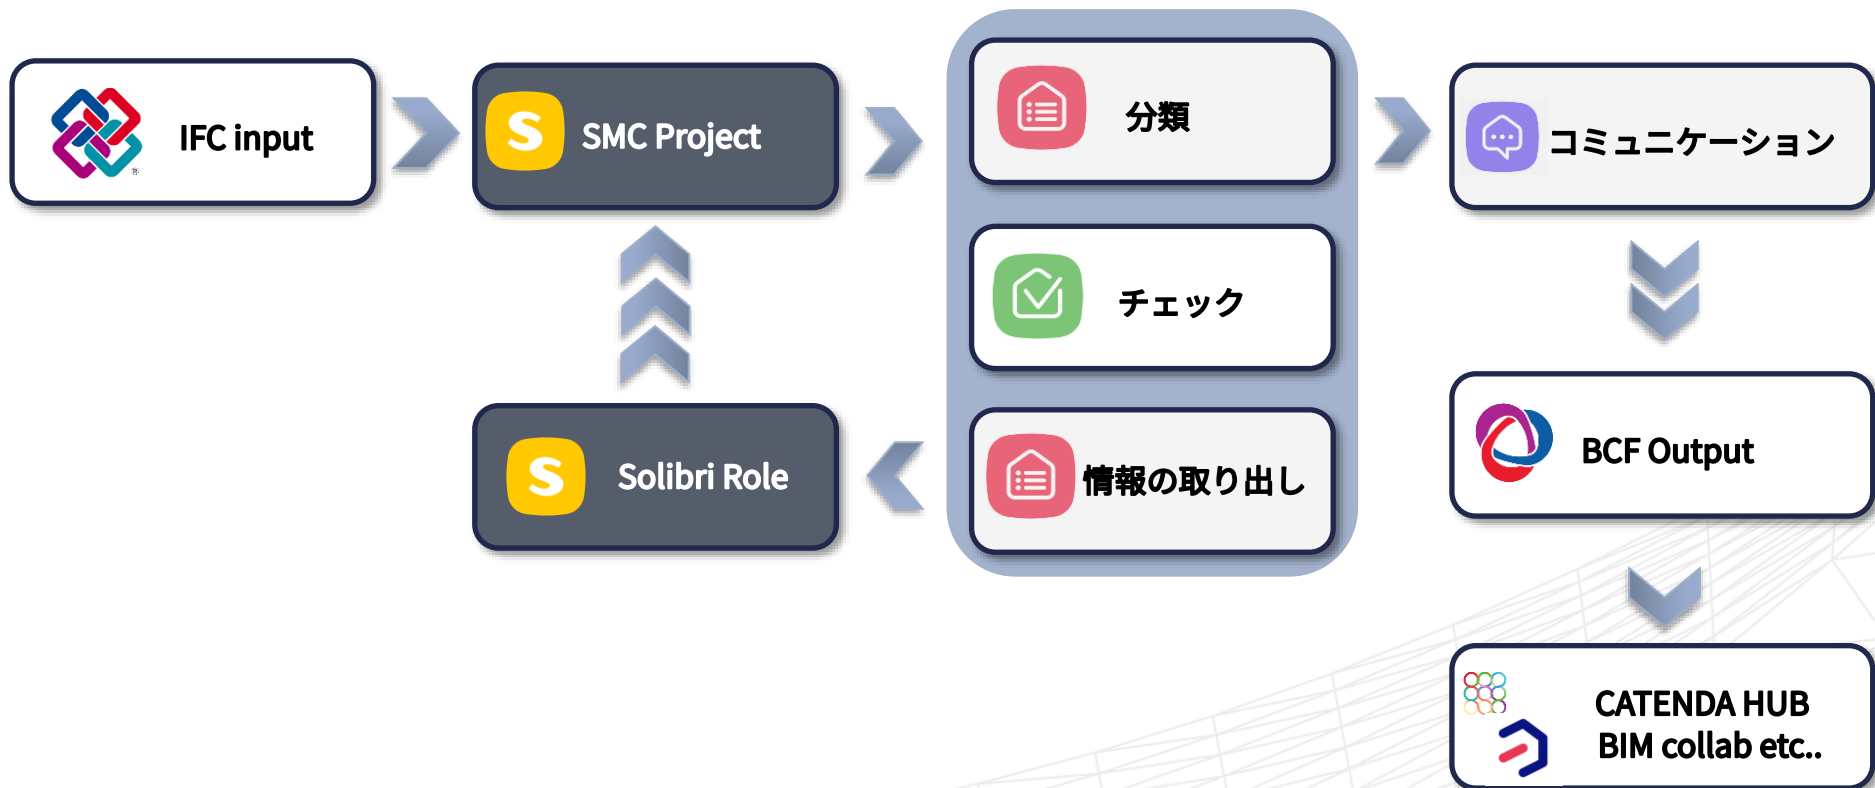 IFC input
SMC Project
分類
チェック
情報の取り出し
Solibri Role
コミュニケーション
BCF Output
CATENDA HUB
BIM collab etc..